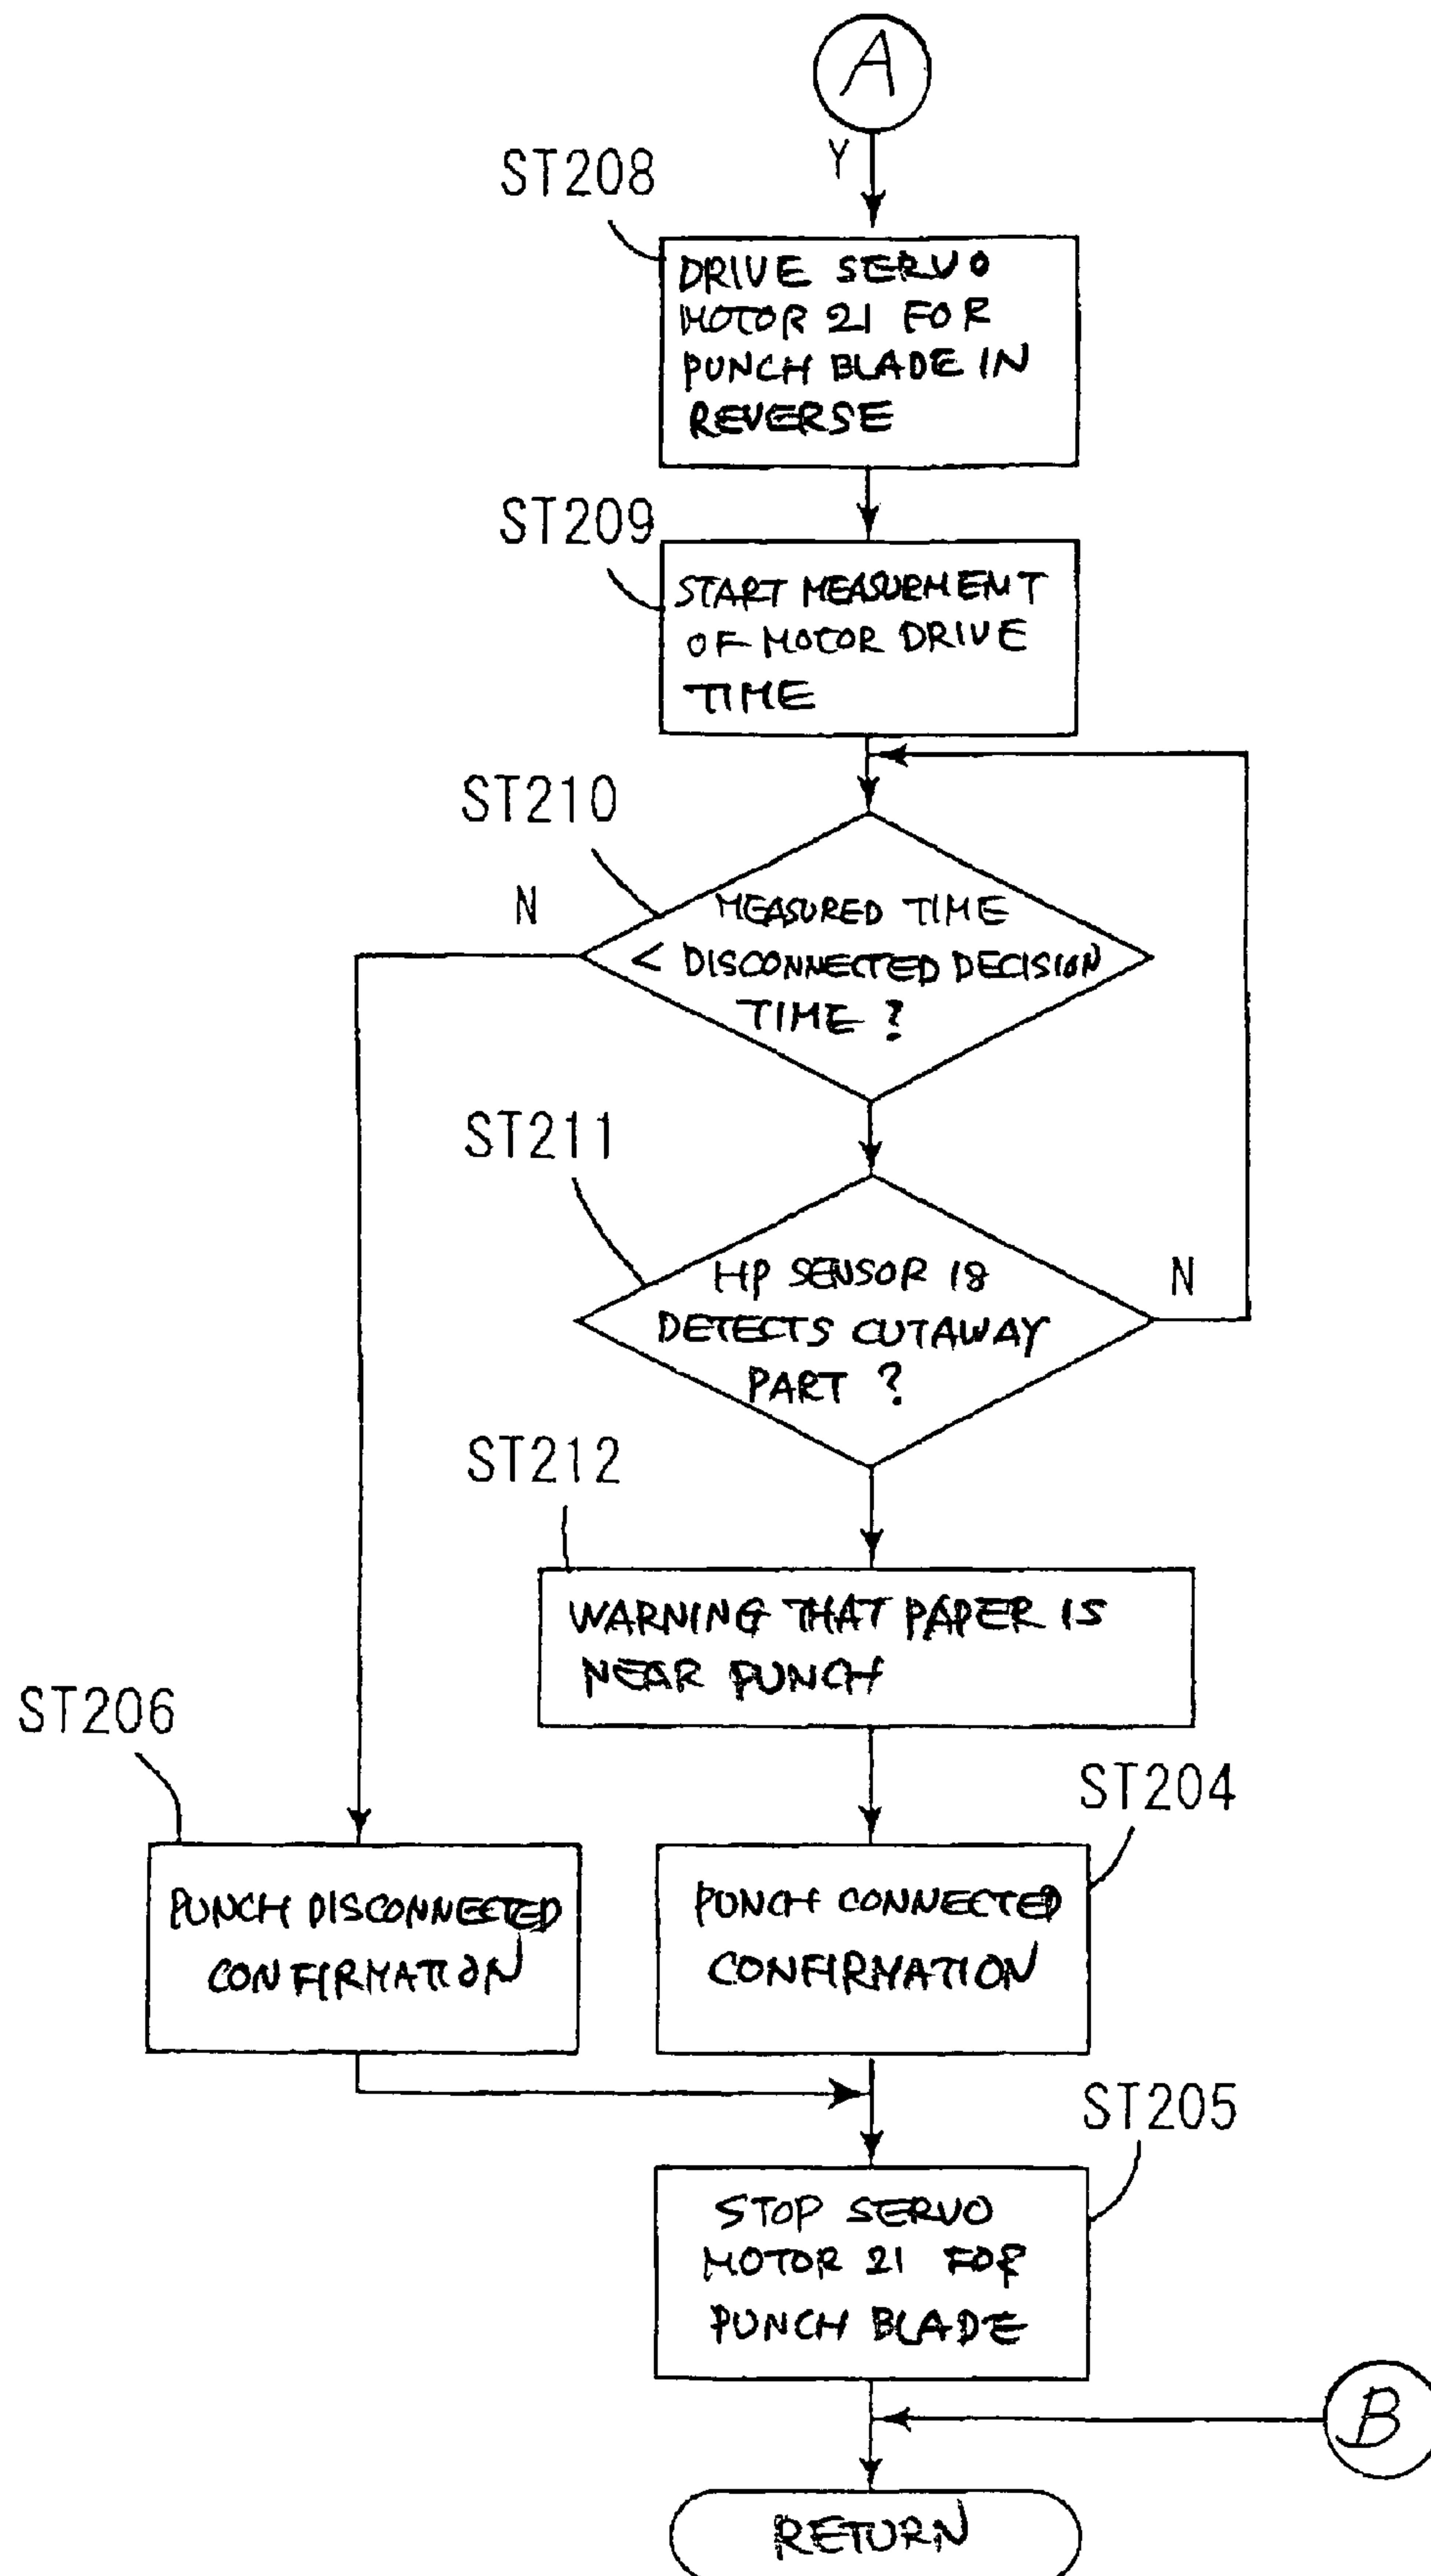 A
Y
ST208
DRIVE SERVO
MOTOR 21 FOR
PUNCH BLADE IN
REVERSE
ST209
START MEASURMENT
OF MOTOR DRIVE
TIME
ST210
N
MEASURED TIME
< DISCONNECTED DECISION
TIME ?
ST211
HP SENSOR 18
DETECTS CUTAWAY
PART ?
N
ST212
WARNING THAT PAPER IS
NEAR PUNCH
ST206
ST204
PUNCH DISCONNECTED
CONFIRMATION
PUNCH CONNECTED
CONFIRMATION
ST205
STOP SERVO
MOTOR 21 FOR
PUNCH BLADE
B
RETURN